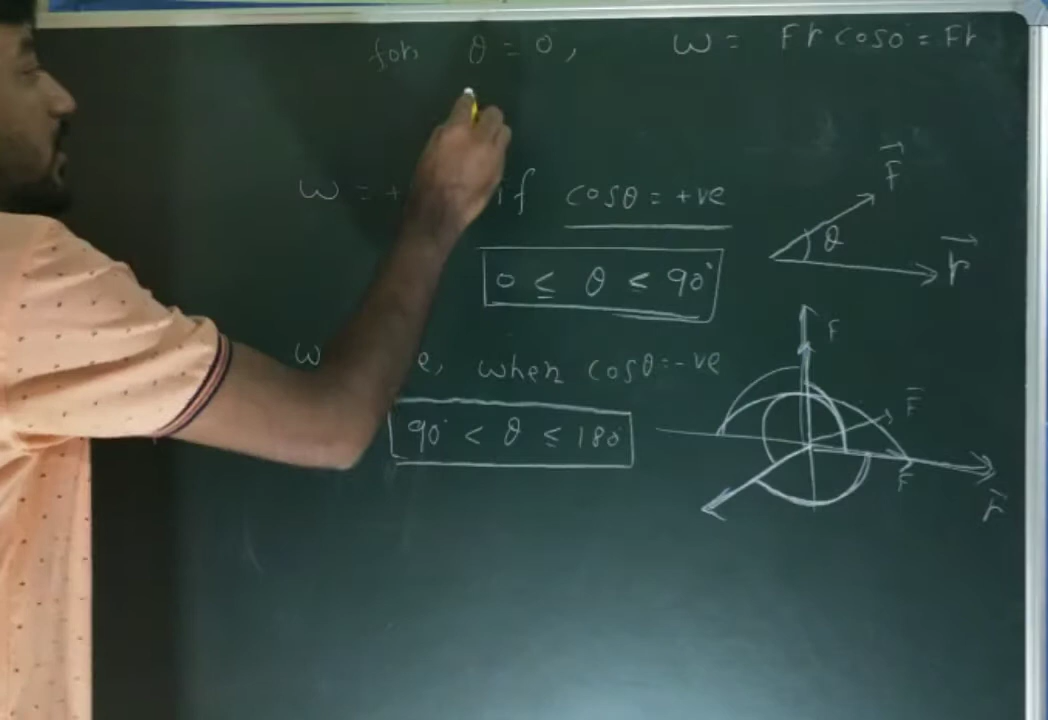 for θ = 0°, W = Fr cos0° = Fr
W = + if cosθ = +ve
0 ≤ θ ≤ 90°
W e, when cosθ = -ve
90° < θ ≤ 180°
F
θ
r
F
F
F
r